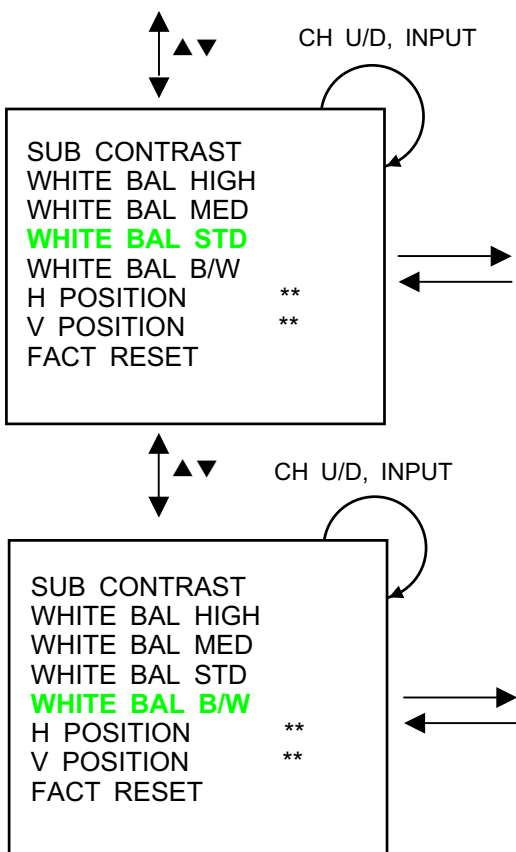 ▲▼
CH U/D, INPUT
SUB CONTRAST
WHITE BAL HIGH
WHITE BAL MED
WHITE BAL STD
WHITE BAL B/W
H POSITION **
V POSITION **
FACT RESET
▲▼
CH U/D, INPUT
SUB CONTRAST
WHITE BAL HIGH
WHITE BAL MED
WHITE BAL STD
WHITE BAL B/W
H POSITION **
V POSITION **
FACT RESET